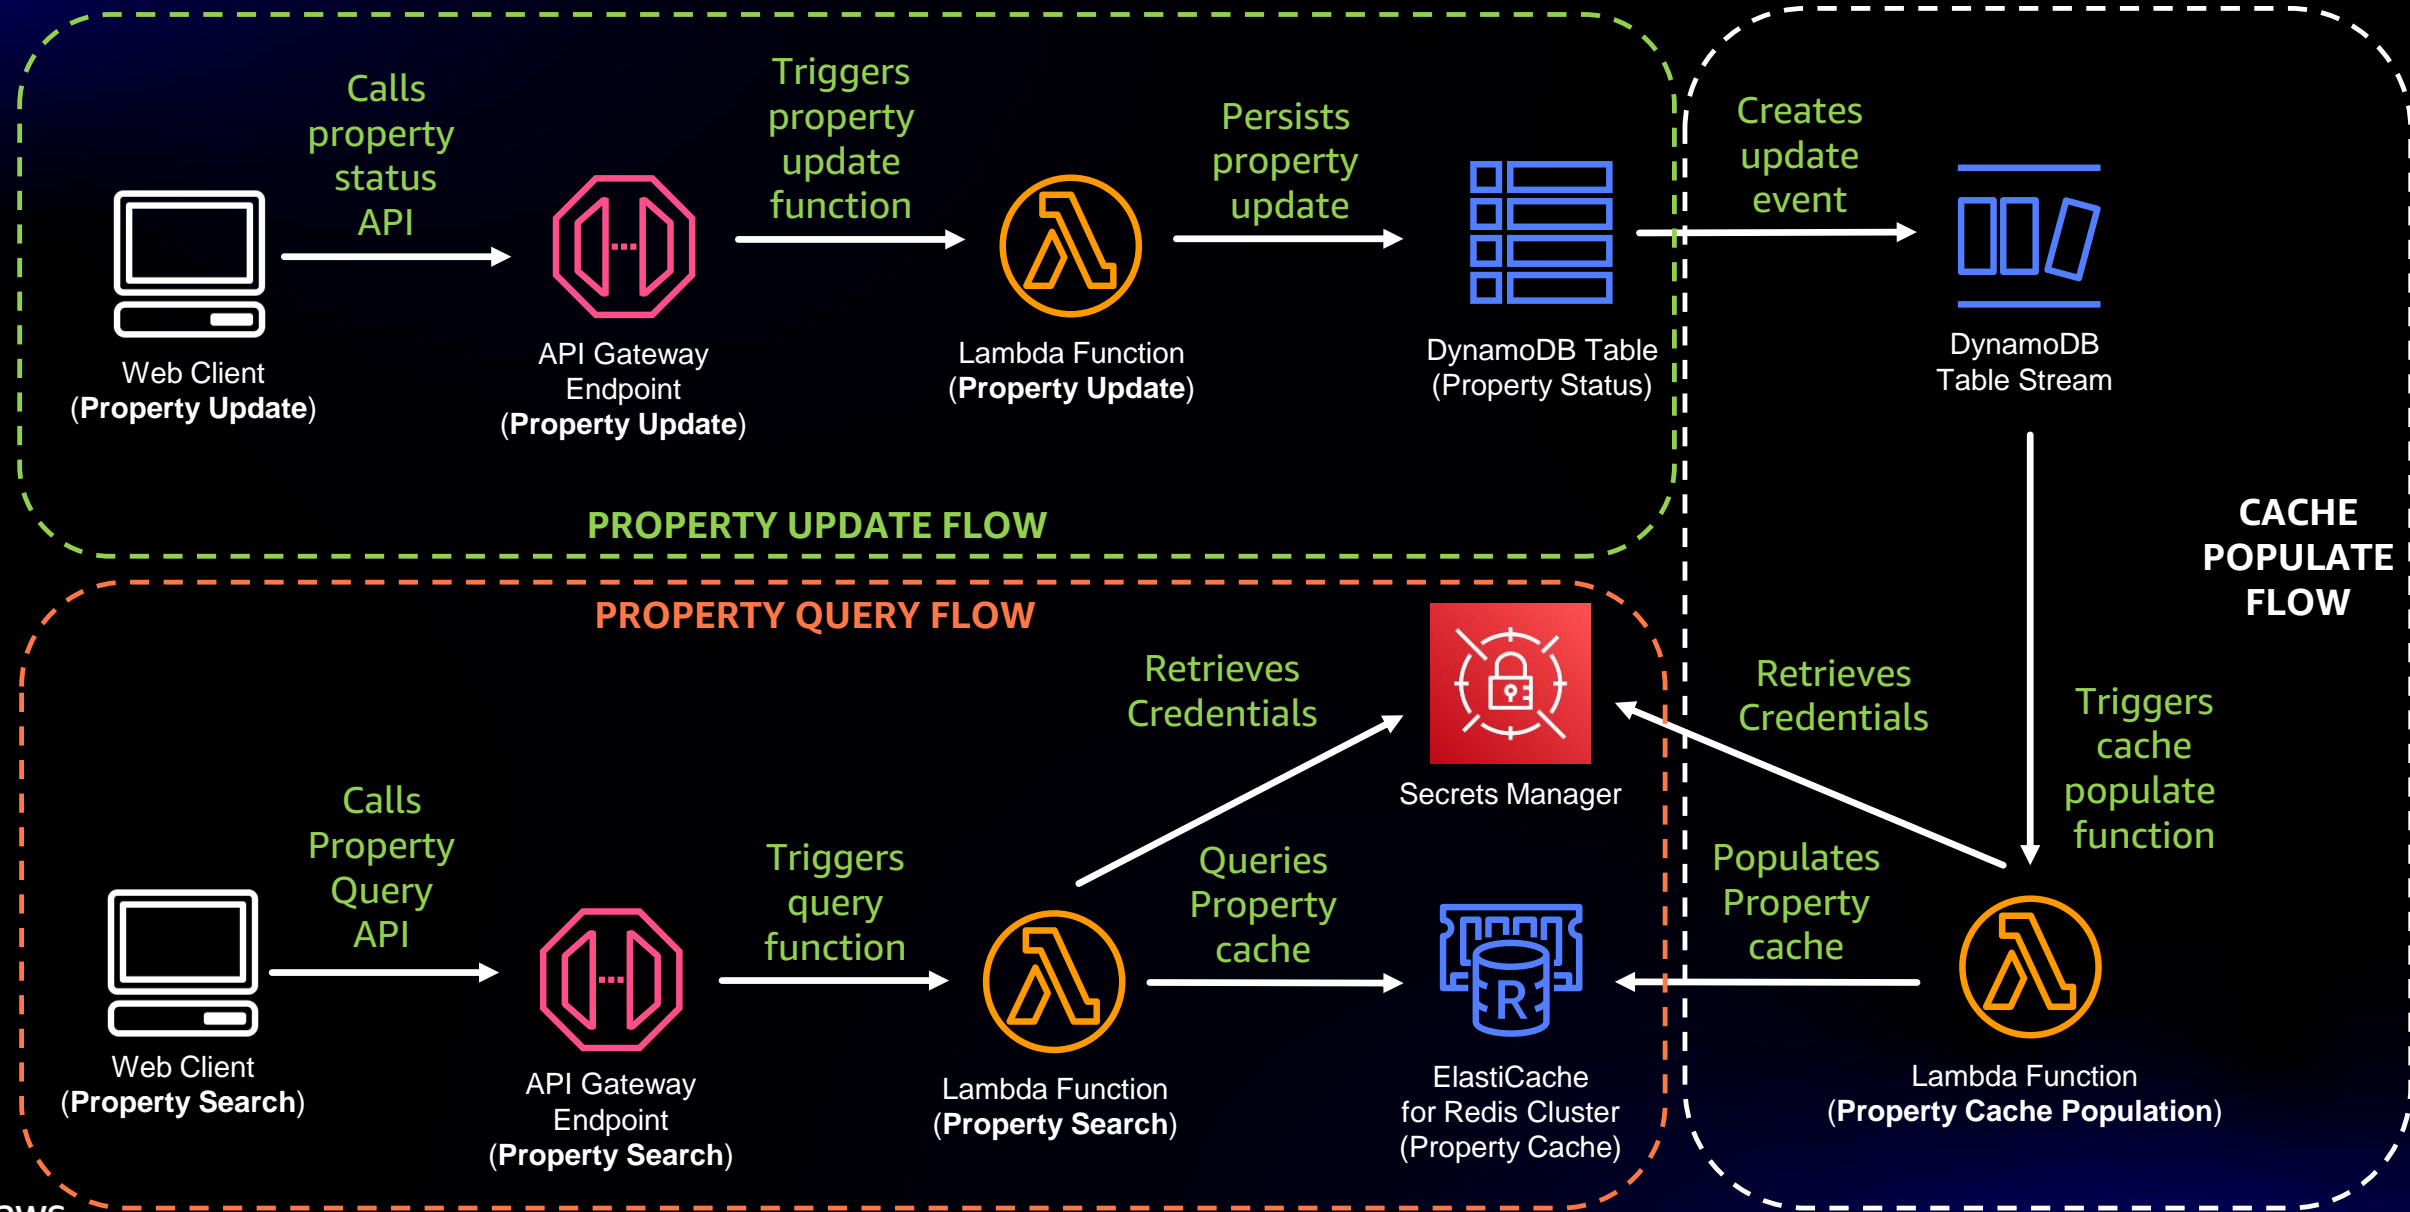 Calls
property
status
API
Triggers
property
update
function
Persists
property
update
Creates
update
event
Web Client
(Property Update)
API Gateway
Endpoint
(Property Update)
Lambda Function
(Property Update)
DynamoDB Table
(Property Status)
DynamoDB
Table Stream
PROPERTY UPDATE FLOW
CACHE
POPULATE
FLOW
PROPERTY QUERY FLOW
Retrieves
Credentials
Secrets Manager
Retrieves
Credentials
Triggers
cache
populate
function
Calls
Property
Query
API
Triggers
query
function
Queries
Property
cache
Populates
Property
cache
R
Web Client
(Property Search)
API Gateway
Endpoint
(Property Search)
Lambda Function
(Property Search)
ElastiCache
for Redis Cluster
(Property Cache)
Lambda Function
(Property Cache Population)